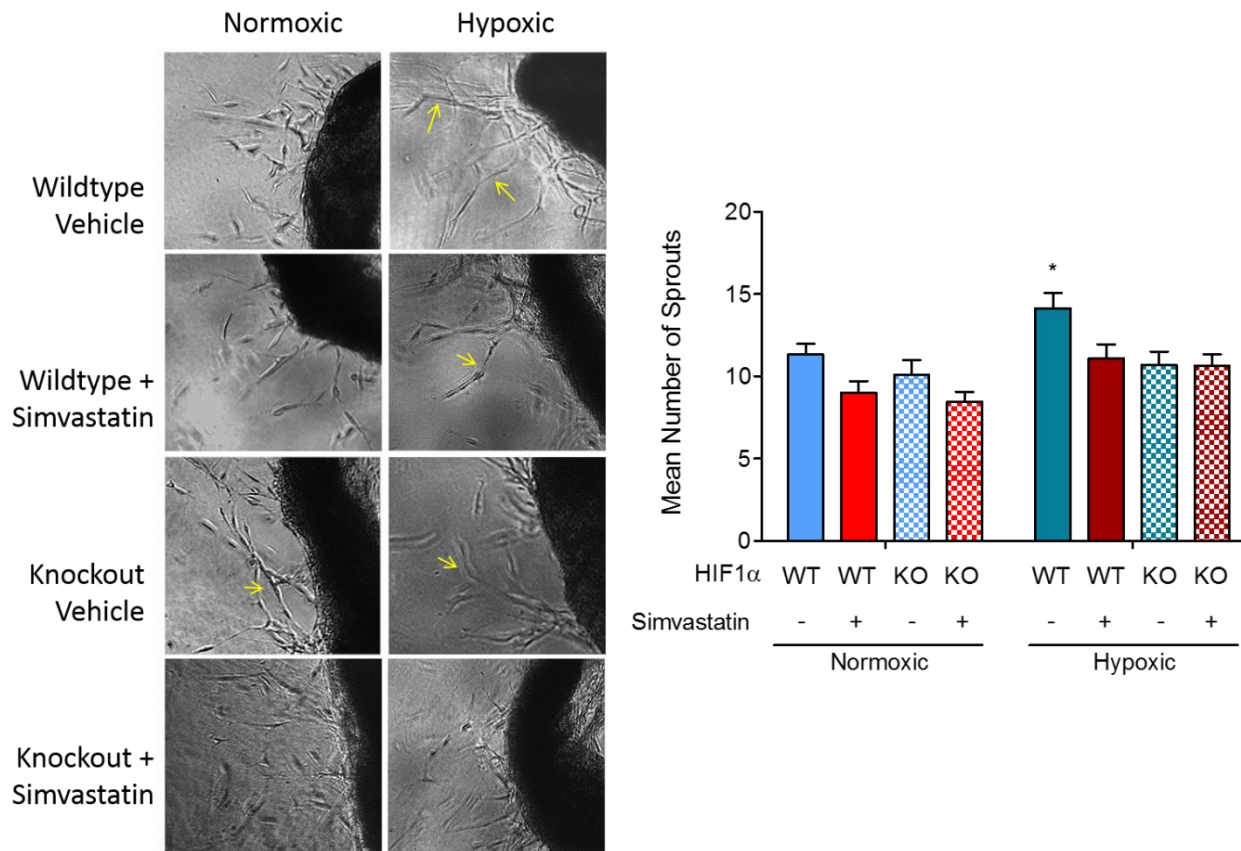 Normoxic Hypoxic
Wildtype
Vehicle
Wildtype +
Simvastatin
Knockout
Vehicle
Knockout +
Simvastatin
Mean Number of Sprouts
20
15
10
5
0
*
HIF1α WT WT KO KO WT WT KO KO
Simvastatin - + - + - + - +
Normoxic Hypoxic